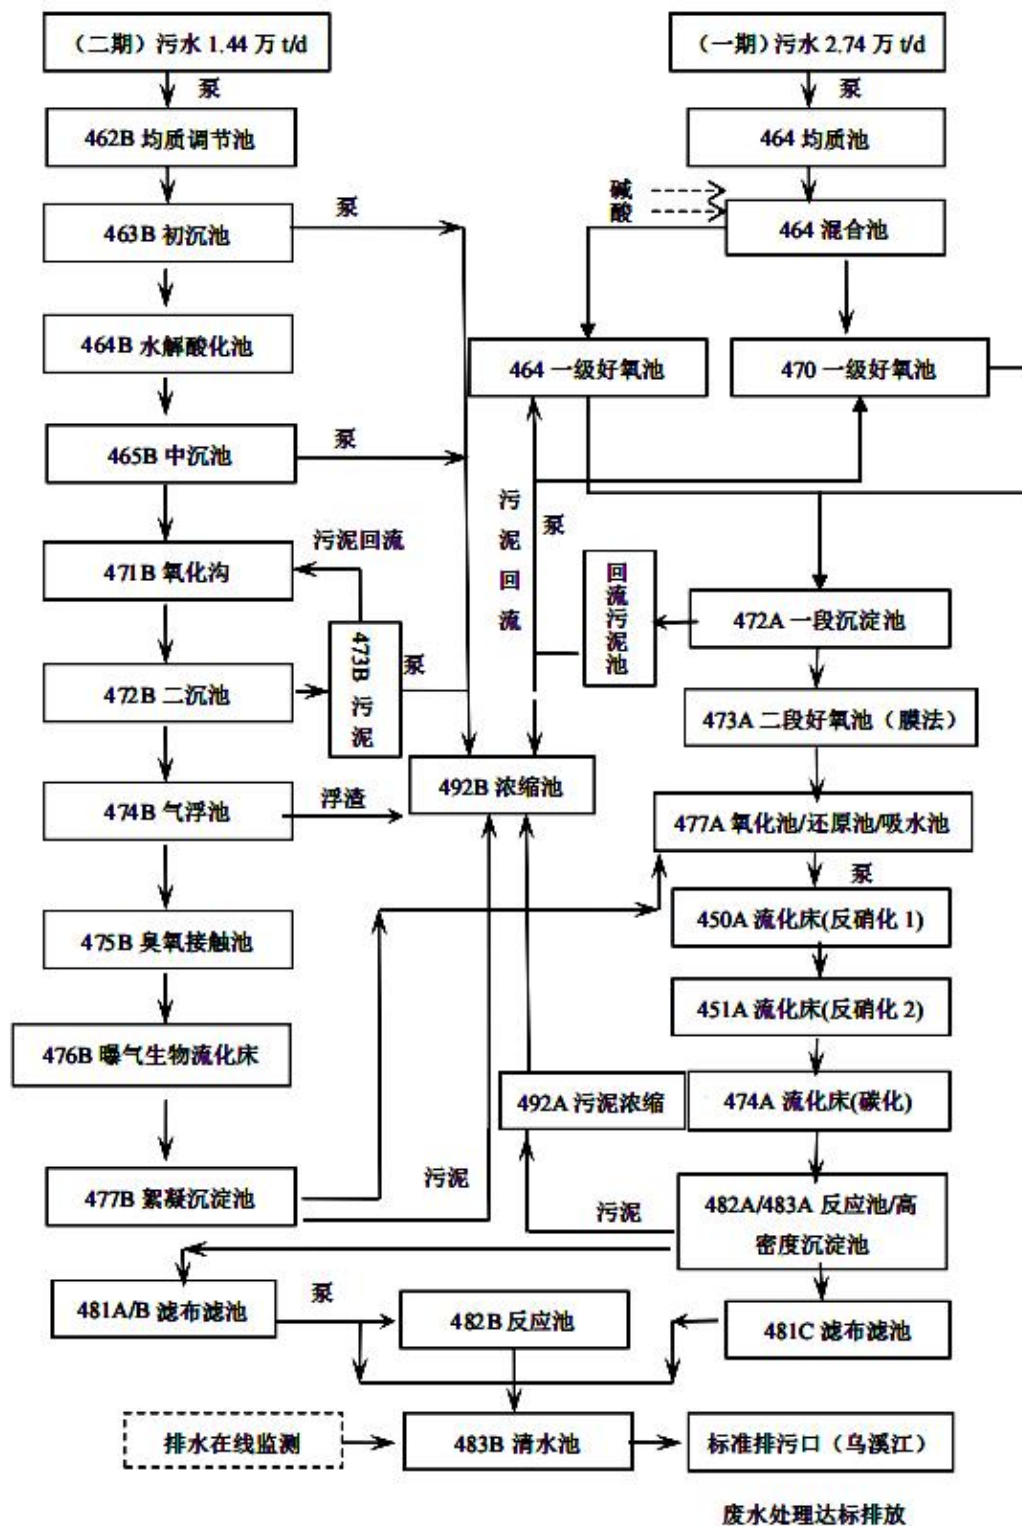 （二期）污水 1.44 万 t/d
（一期）污水 2.74 万 t/d
泵
泵
462B 均质调节池
464 均质池
碱
酸
泵
463B 初沉池
464 混合池
464B 水解酸化池
464 一级好氧池
470 一级好氧池
泵
465B 中沉池
污泥回流
泵
污泥回流
471B 氧化沟
回流污泥池
472A 一段沉淀池
473B 污泥
泵
472B 二沉池
473A 二段好氧池（膜法）
492B 浓缩池
浮渣
474B 气浮池
477A 氧化池/还原池/吸水池
泵
450A 流化床(反硝化 1)
475B 臭氧接触池
451A 流化床(反硝化 2)
476B 曝气生物流化床
492A 污泥浓缩
474A 流化床(碳化)
污泥
477B 絮凝沉淀池
污泥
482A/483A 反应池/高
密度沉淀池
泵
481A/B 滤布滤池
482B 反应池
481C 滤布滤池
排水在线监测
483B 清水池
标准排污口（乌溪江）
废水处理达标排放